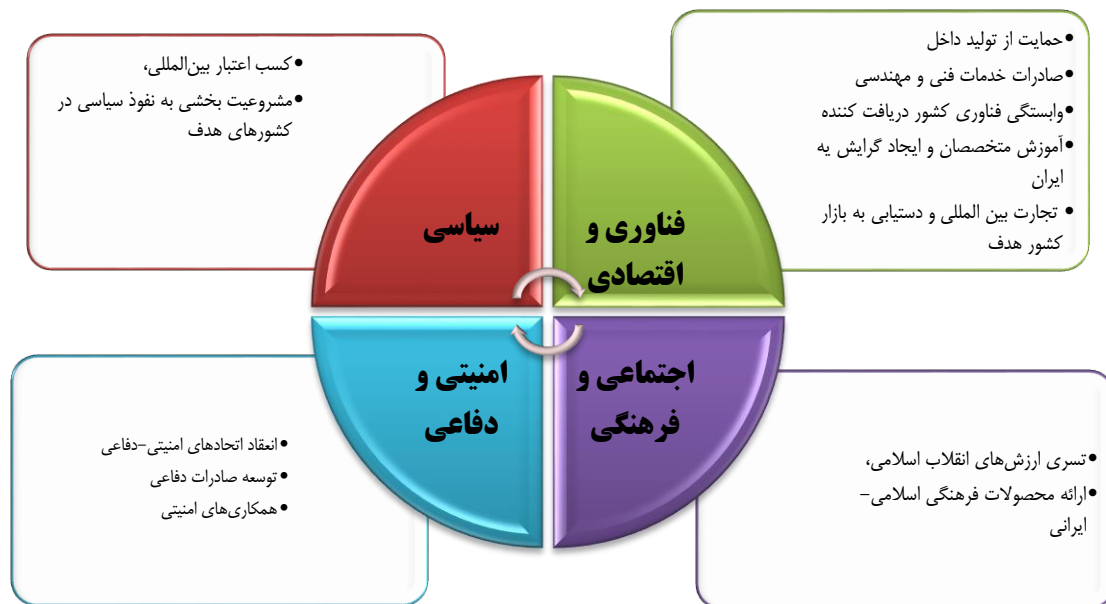 •حمایت از تولید داخل
•صادرات خدمات فنی و مهندسی
•وابستگی فناوری کشور دریافت کننده
•آموزش متخصصان و ایجاد گرایش یه
ایران
• تجارت بین المللی و دستیابی به بازار
کشور هدف
•کسب اعتبار بین‌المللی،
•مشروعیت بخشی به نفوذ سیاسی در
کشورهای هدف
فناوری و
اقتصادی
سیاسی
اجتماعی و
فرهنگی
امنیتی و
دفاعی
•تسری ارزش‌های انقلاب اسلامی،
•ارائه محصولات فرهنگی اسلامی-
ایرانی
•انعقاد اتحادهای امنیتی-دفاعی
•توسعه صادرات دفاعی
•همکاری‌های امنیتی